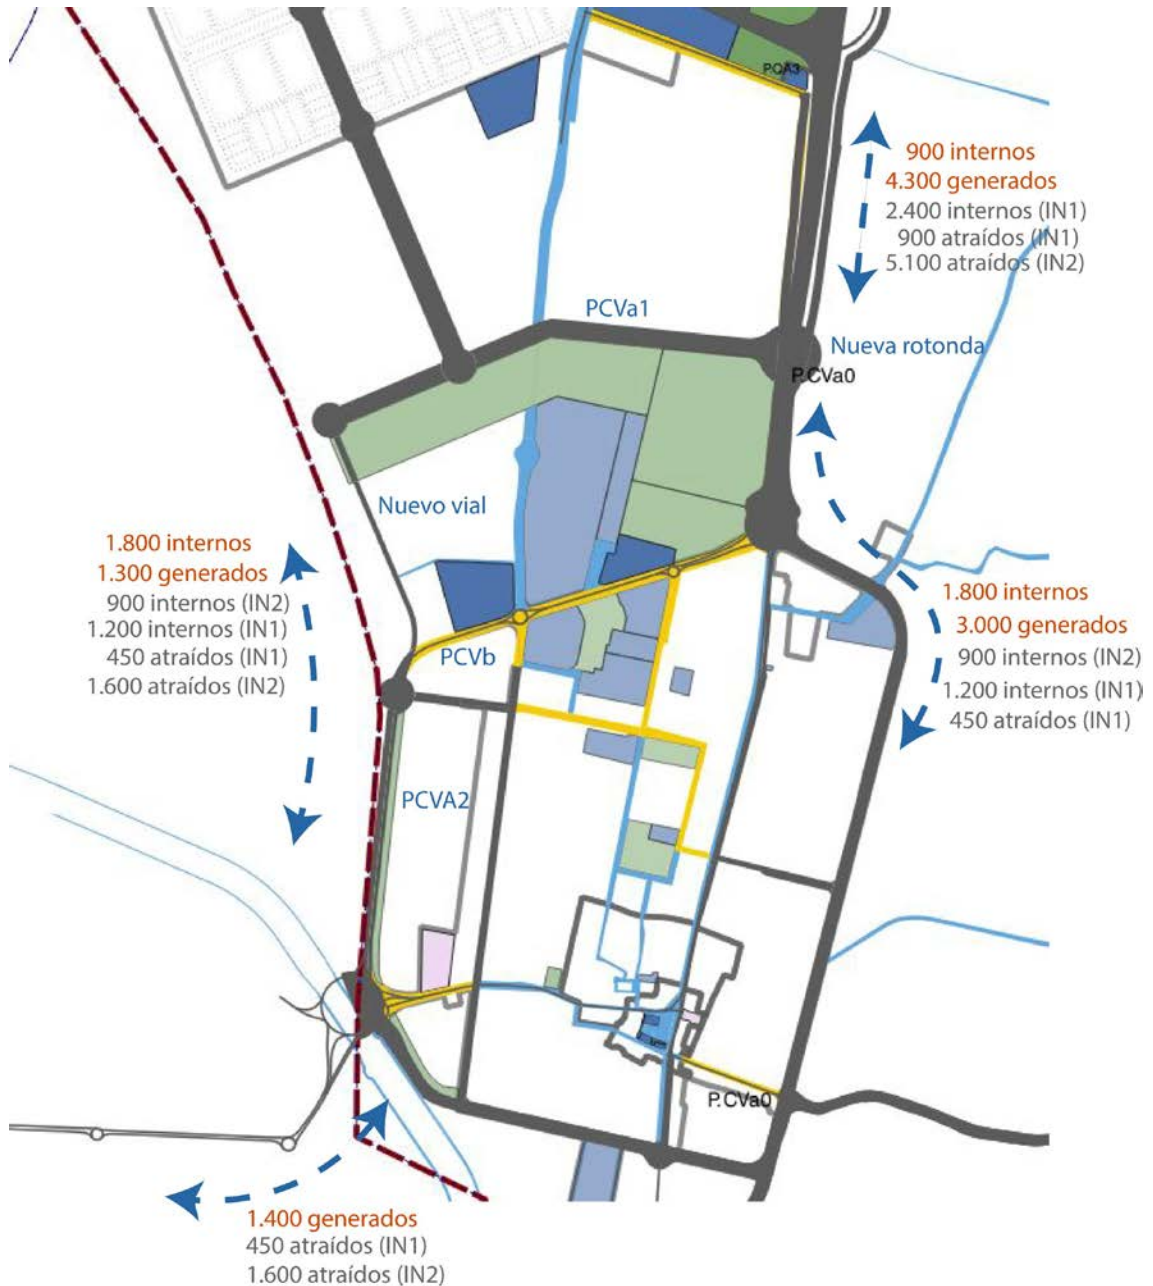 PQA3
900 internos
4.300 generados
2.400 internos (IN1)
900 atraídos (IN1)
5.100 atraídos (IN2)
PCVa1
Nueva rotonda
P.CVa0
Nuevo vial
1.800 internos
1.300 generados
900 internos (IN2)
1.200 internos (IN1)
450 atraídos (IN1)
1.600 atraídos (IN2)
1.800 internos
3.000 generados
900 internos (IN2)
1.200 internos (IN1)
450 atraídos (IN1)
PCVb
PCVA2
P.CVa0
1.400 generados
450 atraídos (IN1)
1.600 atraídos (IN2)